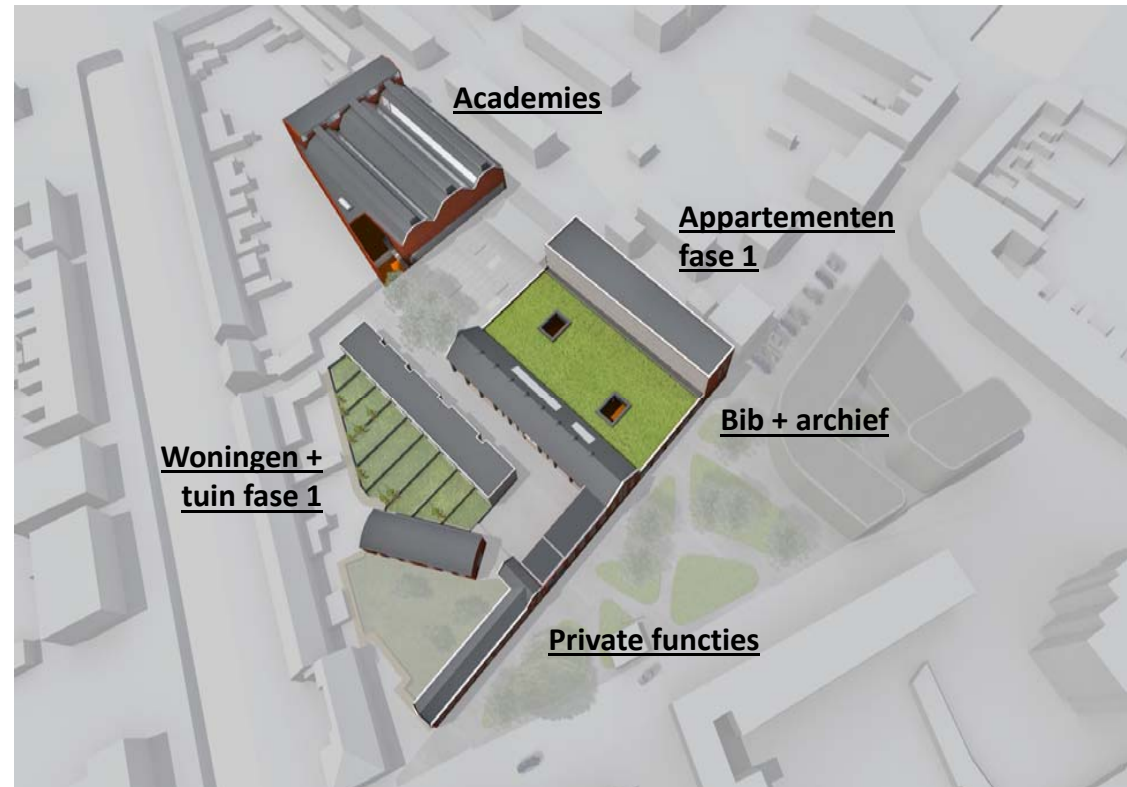 Academies
Appartementen
fase 1
Bib + archief
Woningen +
tuin fase 1
Private functies